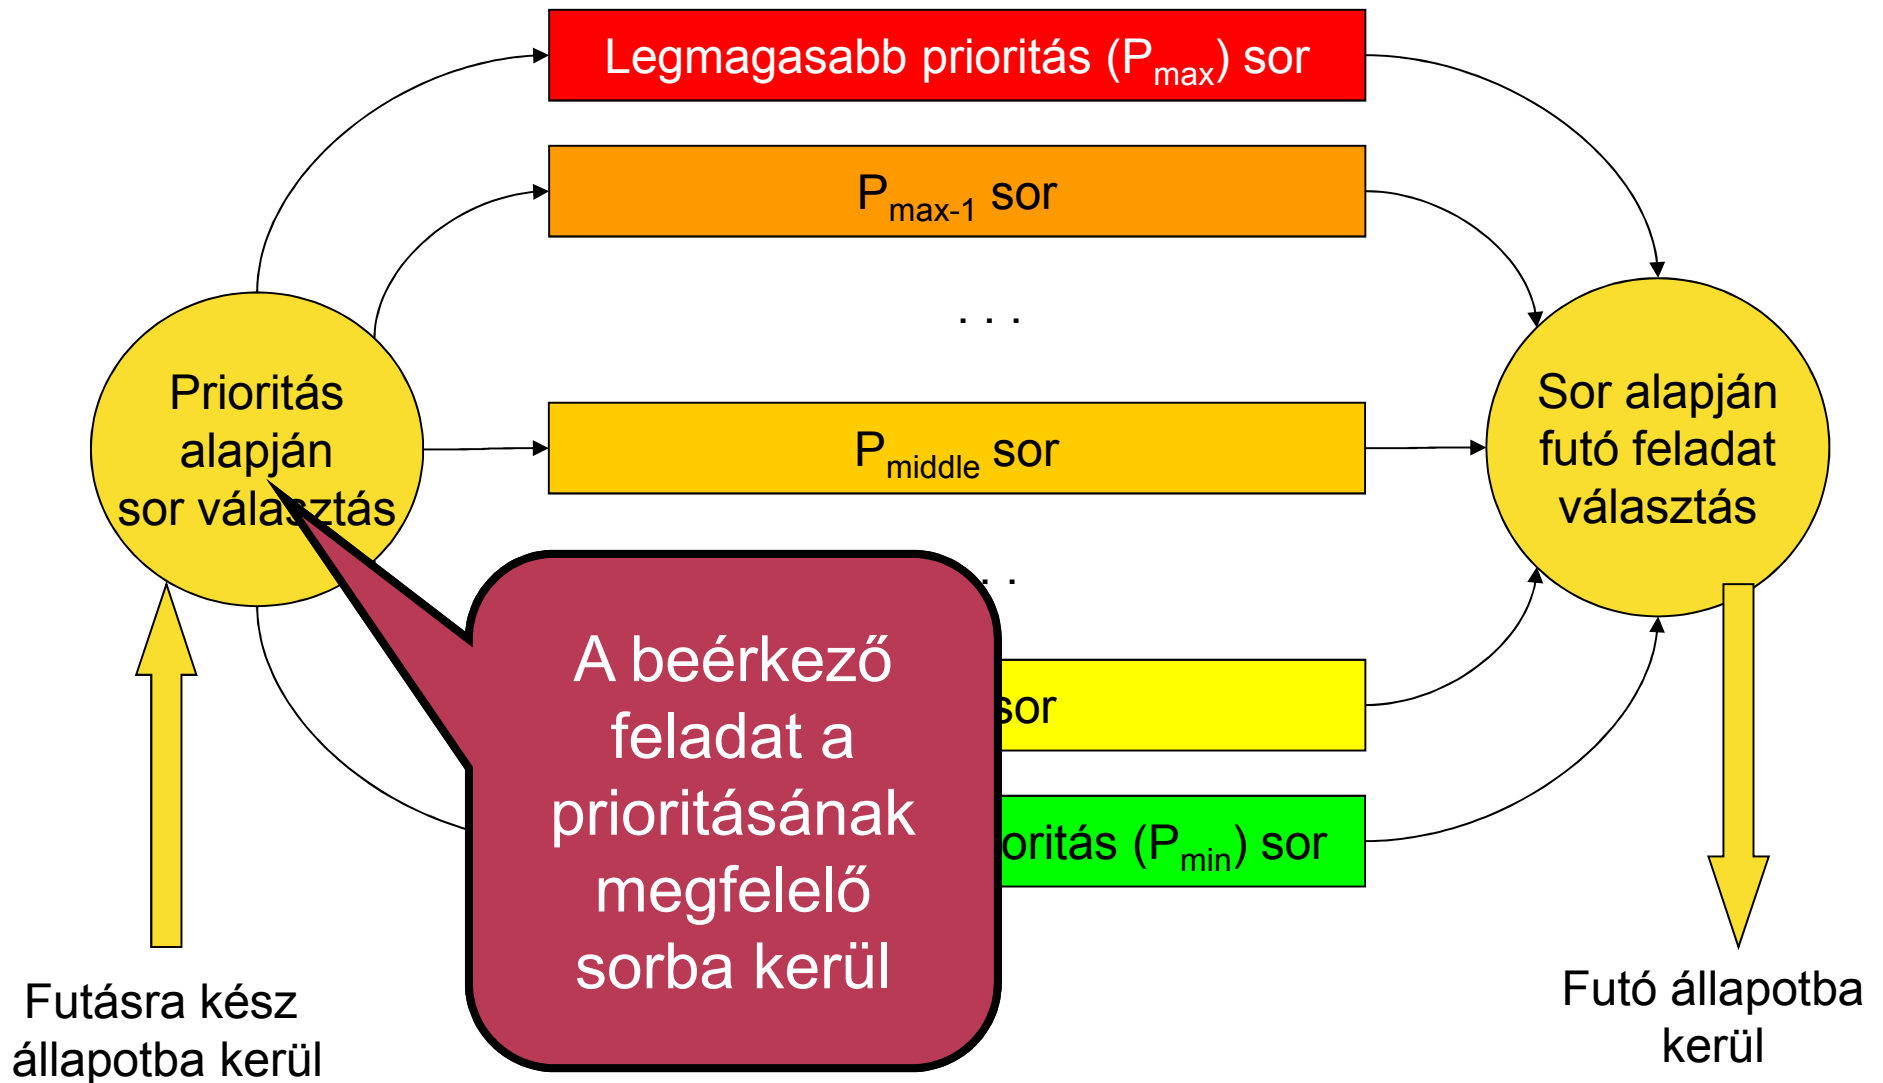 Legmagasabb prioritás (Pmax) sor
Pmax-1 sor
. . .
Prioritás
alapján
sor választás
Pmiddle sor
Sor alapján
futó feladat
választás
. .
A beérkező
feladat a
prioritásának
megfelelő
sorba kerül
sor
oritás (Pmin) sor
Futásra kész
állapotba kerül
Futó állapotba
kerül